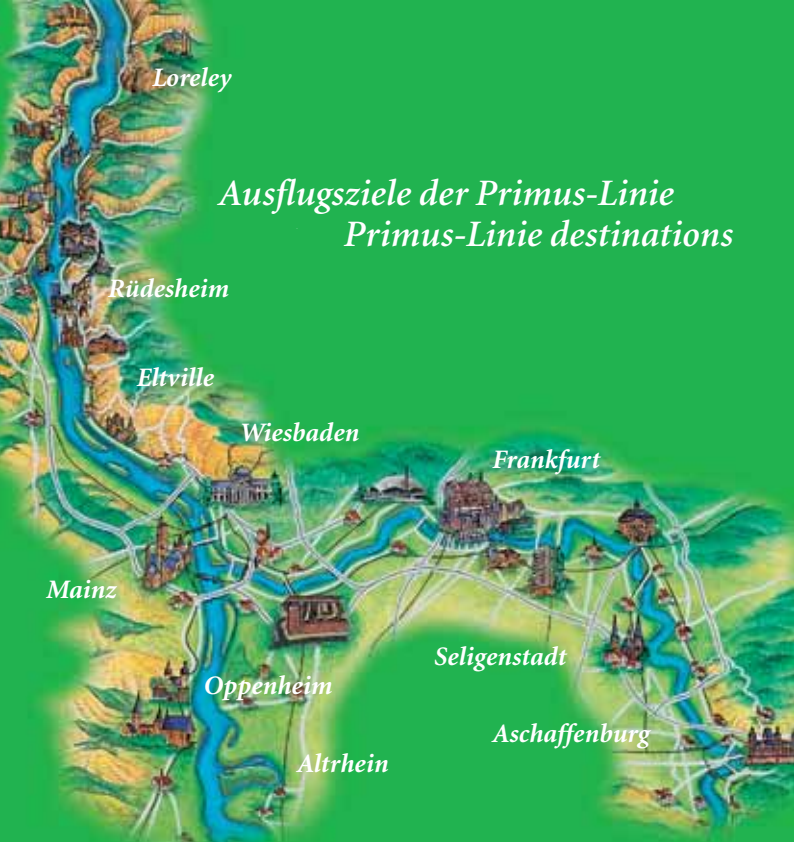 Loreley
Ausflugsziele der Primus-Linie
Primus-Linie destinations
Rüdesheim
Eltville
Wiesbaden
Frankfurt
Mainz
Seligenstadt
Oppenheim
Aschaffenburg
Altrhein